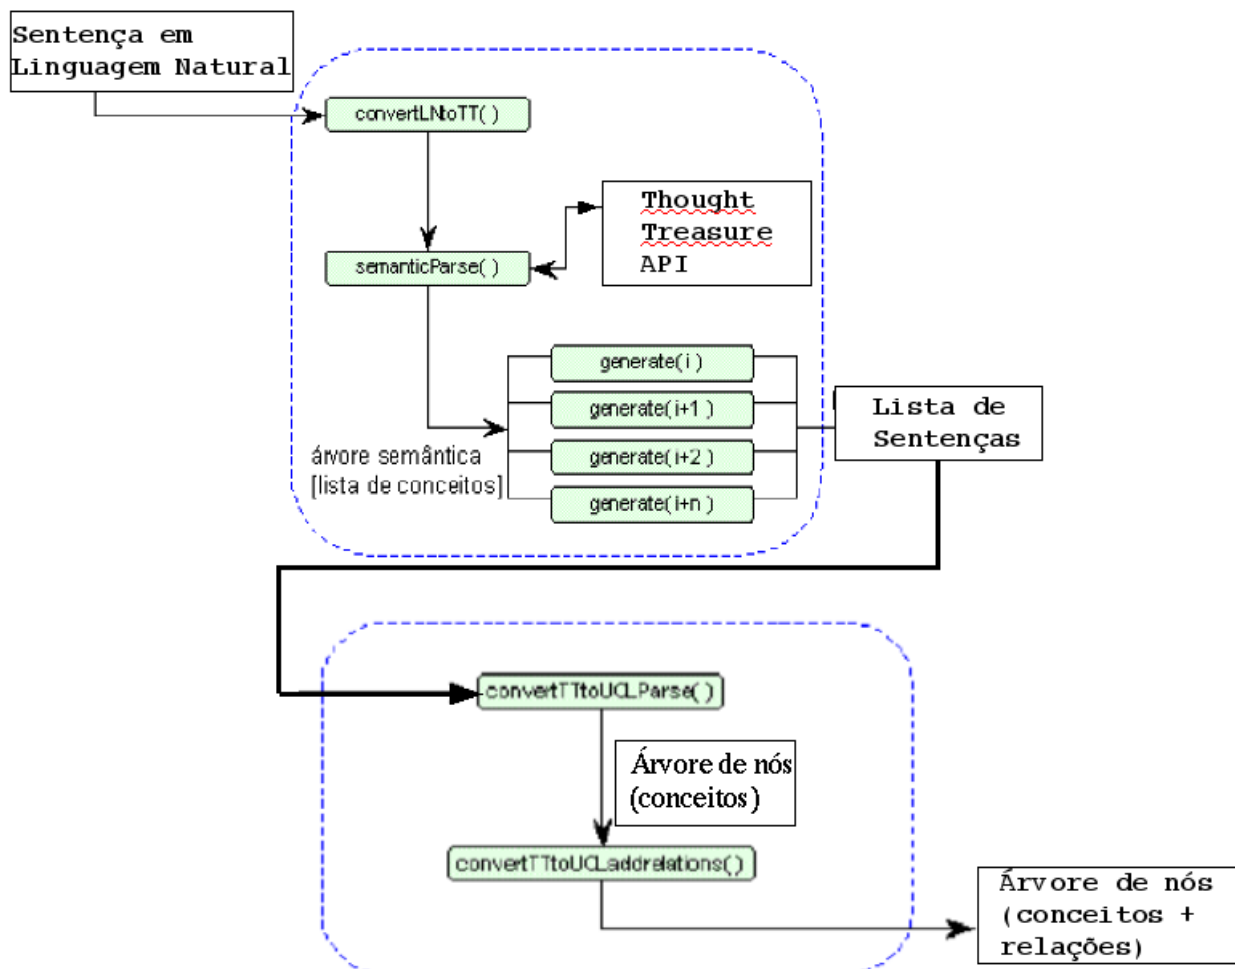 Sentença em
Linguagem Natural
convertLNtoTT( )
Thought
Treasure
API
semanticParse( )
generate( i )
generate( i+1 )
generate( i+2 )
generate( i+n )
árvore semântica
[lista de conceitos]
Lista de
Sentenças
convertTTtoUCLParse( )
Árvore de nós
(conceitos)
convertTTtoUCLaddrelations()
Árvore de nós
(conceitos +
relações)